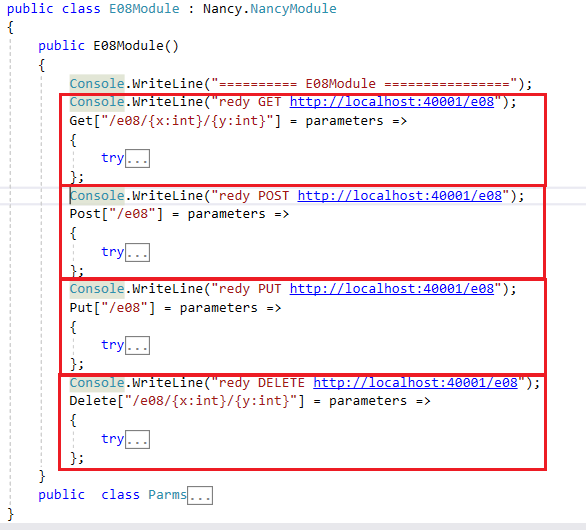 public class E08Module : Nancy.NancyModule
{
public E08Module()
{
Console.WriteLine("========== E08Module ================");
Console.WriteLine("redy GET http://localhost:40001/e08");
Get["/e08/{x:int}/{y:int}"] = parameters =>
{
try...
};
Console.WriteLine("redy POST http://localhost:40001/e08");
Post["/e08"] = parameters =>
{
try...
};
Console.WriteLine("redy PUT http://localhost:40001/e08");
Put["/e08"] = parameters =>
{
try...
};
Console.WriteLine("redy DELETE http://localhost:40001/e08");
Delete["/e08/{x:int}/{y:int}"] = parameters =>
{
try...
};
}
public  class Parms...
}